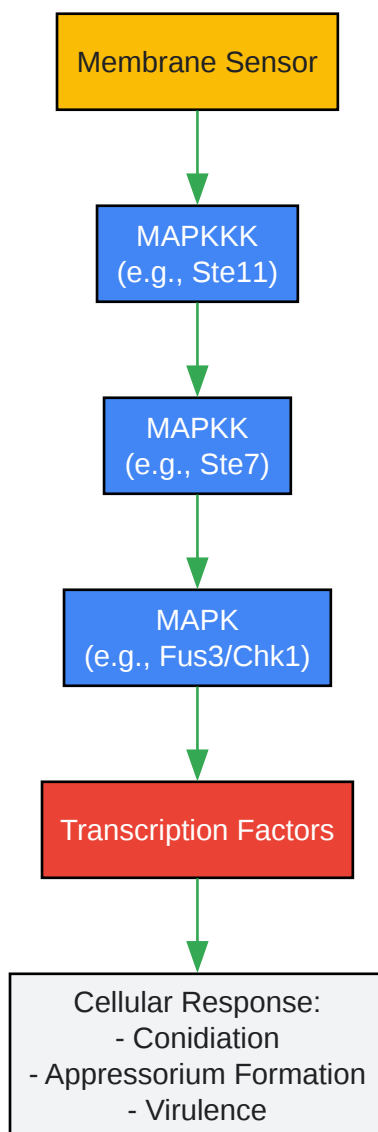 Membrane Sensor
MAPKKK
(e.g., Ste11)
MAPKK
(e.g., Ste7)
MAPK
(e.g., Fus3/Chk1)
Transcription Factors
Cellular Response:
- Conidiation
- Appressorium Formation
- Virulence